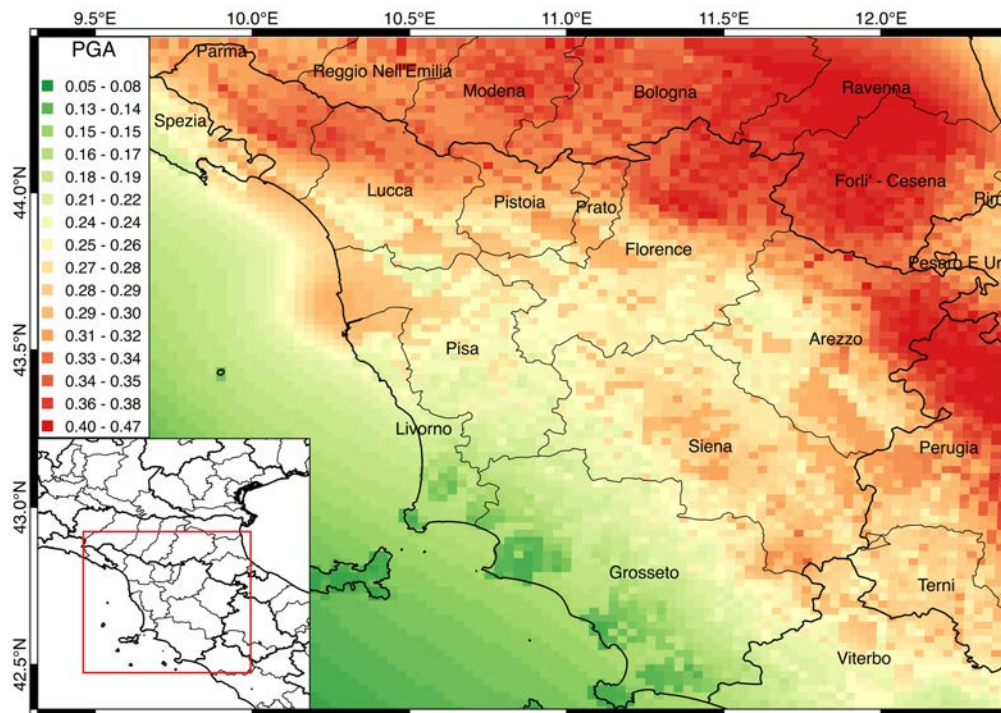 9.5°E 10.0°E 10.5°E 11.0°E 11.5°E 12.0°E
PGA
0.05 - 0.08
0.13 - 0.14
0.15 - 0.15
0.16 - 0.17
0.18 - 0.19
0.21 - 0.22
0.24 - 0.24
0.25 - 0.26
0.27 - 0.28
0.28 - 0.29
0.29 - 0.30
0.31 - 0.32
0.33 - 0.34
0.34 - 0.35
0.36 - 0.38
0.40 - 0.47
44.0°N
43.5°N
43.0°N
42.5°N
Parma
Reggio Nell'Emilia
Modena
Bologna
Ravenna
Spezia
Lucca
Pistoia
Prato
Forli' - Cesena
Rim
Florence
Pesaro E Ur
Pisa
Arezzo
Livorno
Siena
Perugia
Grosseto
Terni
Viterbo